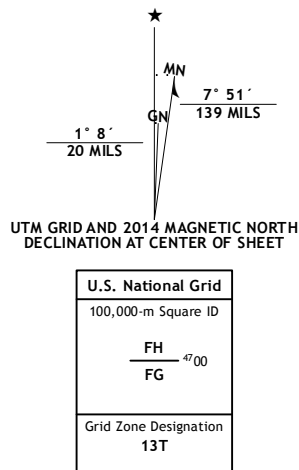 ★
MN
GN
7° 51´
139 MILS
1° 8´
20 MILS
UTM GRID AND 2014 MAGNETIC NORTH
DECLINATION AT CENTER OF SHEET
U.S. National Grid
100,000-m Square ID
FH
4700
FG
Grid Zone Designation
13T